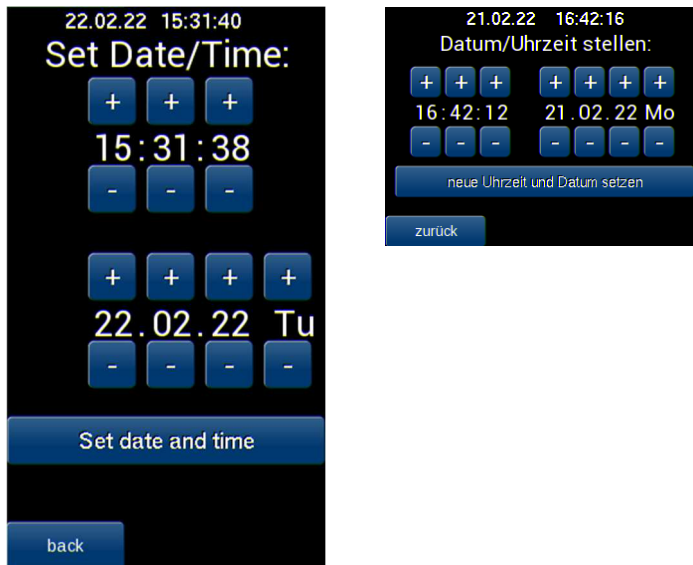 22.02.22 15:31:40
Set Date/Time:
+ + +
15:31:38
- - -
+ + + +
22.02.22 Tu
- - - -
Set date and time
back
21.02.22 16:42:16
Datum/Uhrzeit stellen:
+ + + + + + +
16:42:12 21.02.22 Mo
- - - - - - -
neue Uhrzeit und Datum setzen
zurück